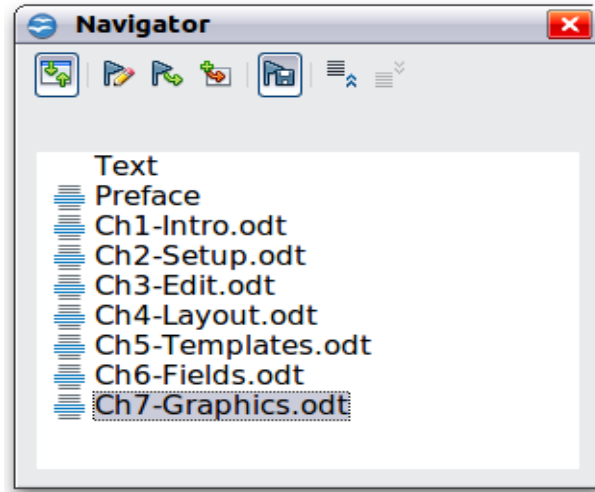 Navigator
Text
Preface
Ch1-Intro.odt
Ch2-Setup.odt
Ch3-Edit.odt
Ch4-Layout.odt
Ch5-Templates.odt
Ch6-Fields.odt
Ch7-Graphics.odt